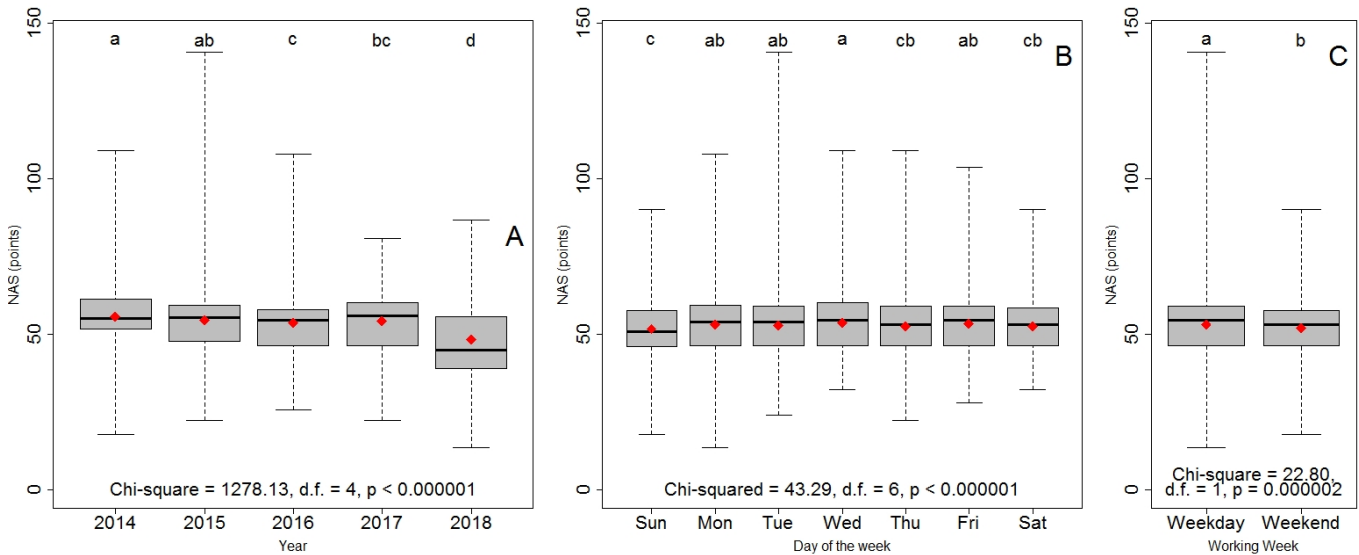 150
100
50
0
NAS (points)
a
ab
c
bc
d
A
Chi-square = 1278.13, d.f. = 4, p < 0.000001
2014
2015
2016
2017
2018
Year
150
100
50
0
NAS (points)
c
ab
ab
a
cb
ab
cb
B
Chi-squared = 43.29, d.f. = 6, p < 0.000001
Sun
Mon
Tue
Wed
Thu
Fri
Sat
Day of the week
150
100
50
0
NAS (points)
a
b
C
Chi-square = 22.80,
d.f. = 1, p = 0.000002
Weekday
Weekend
Working Week